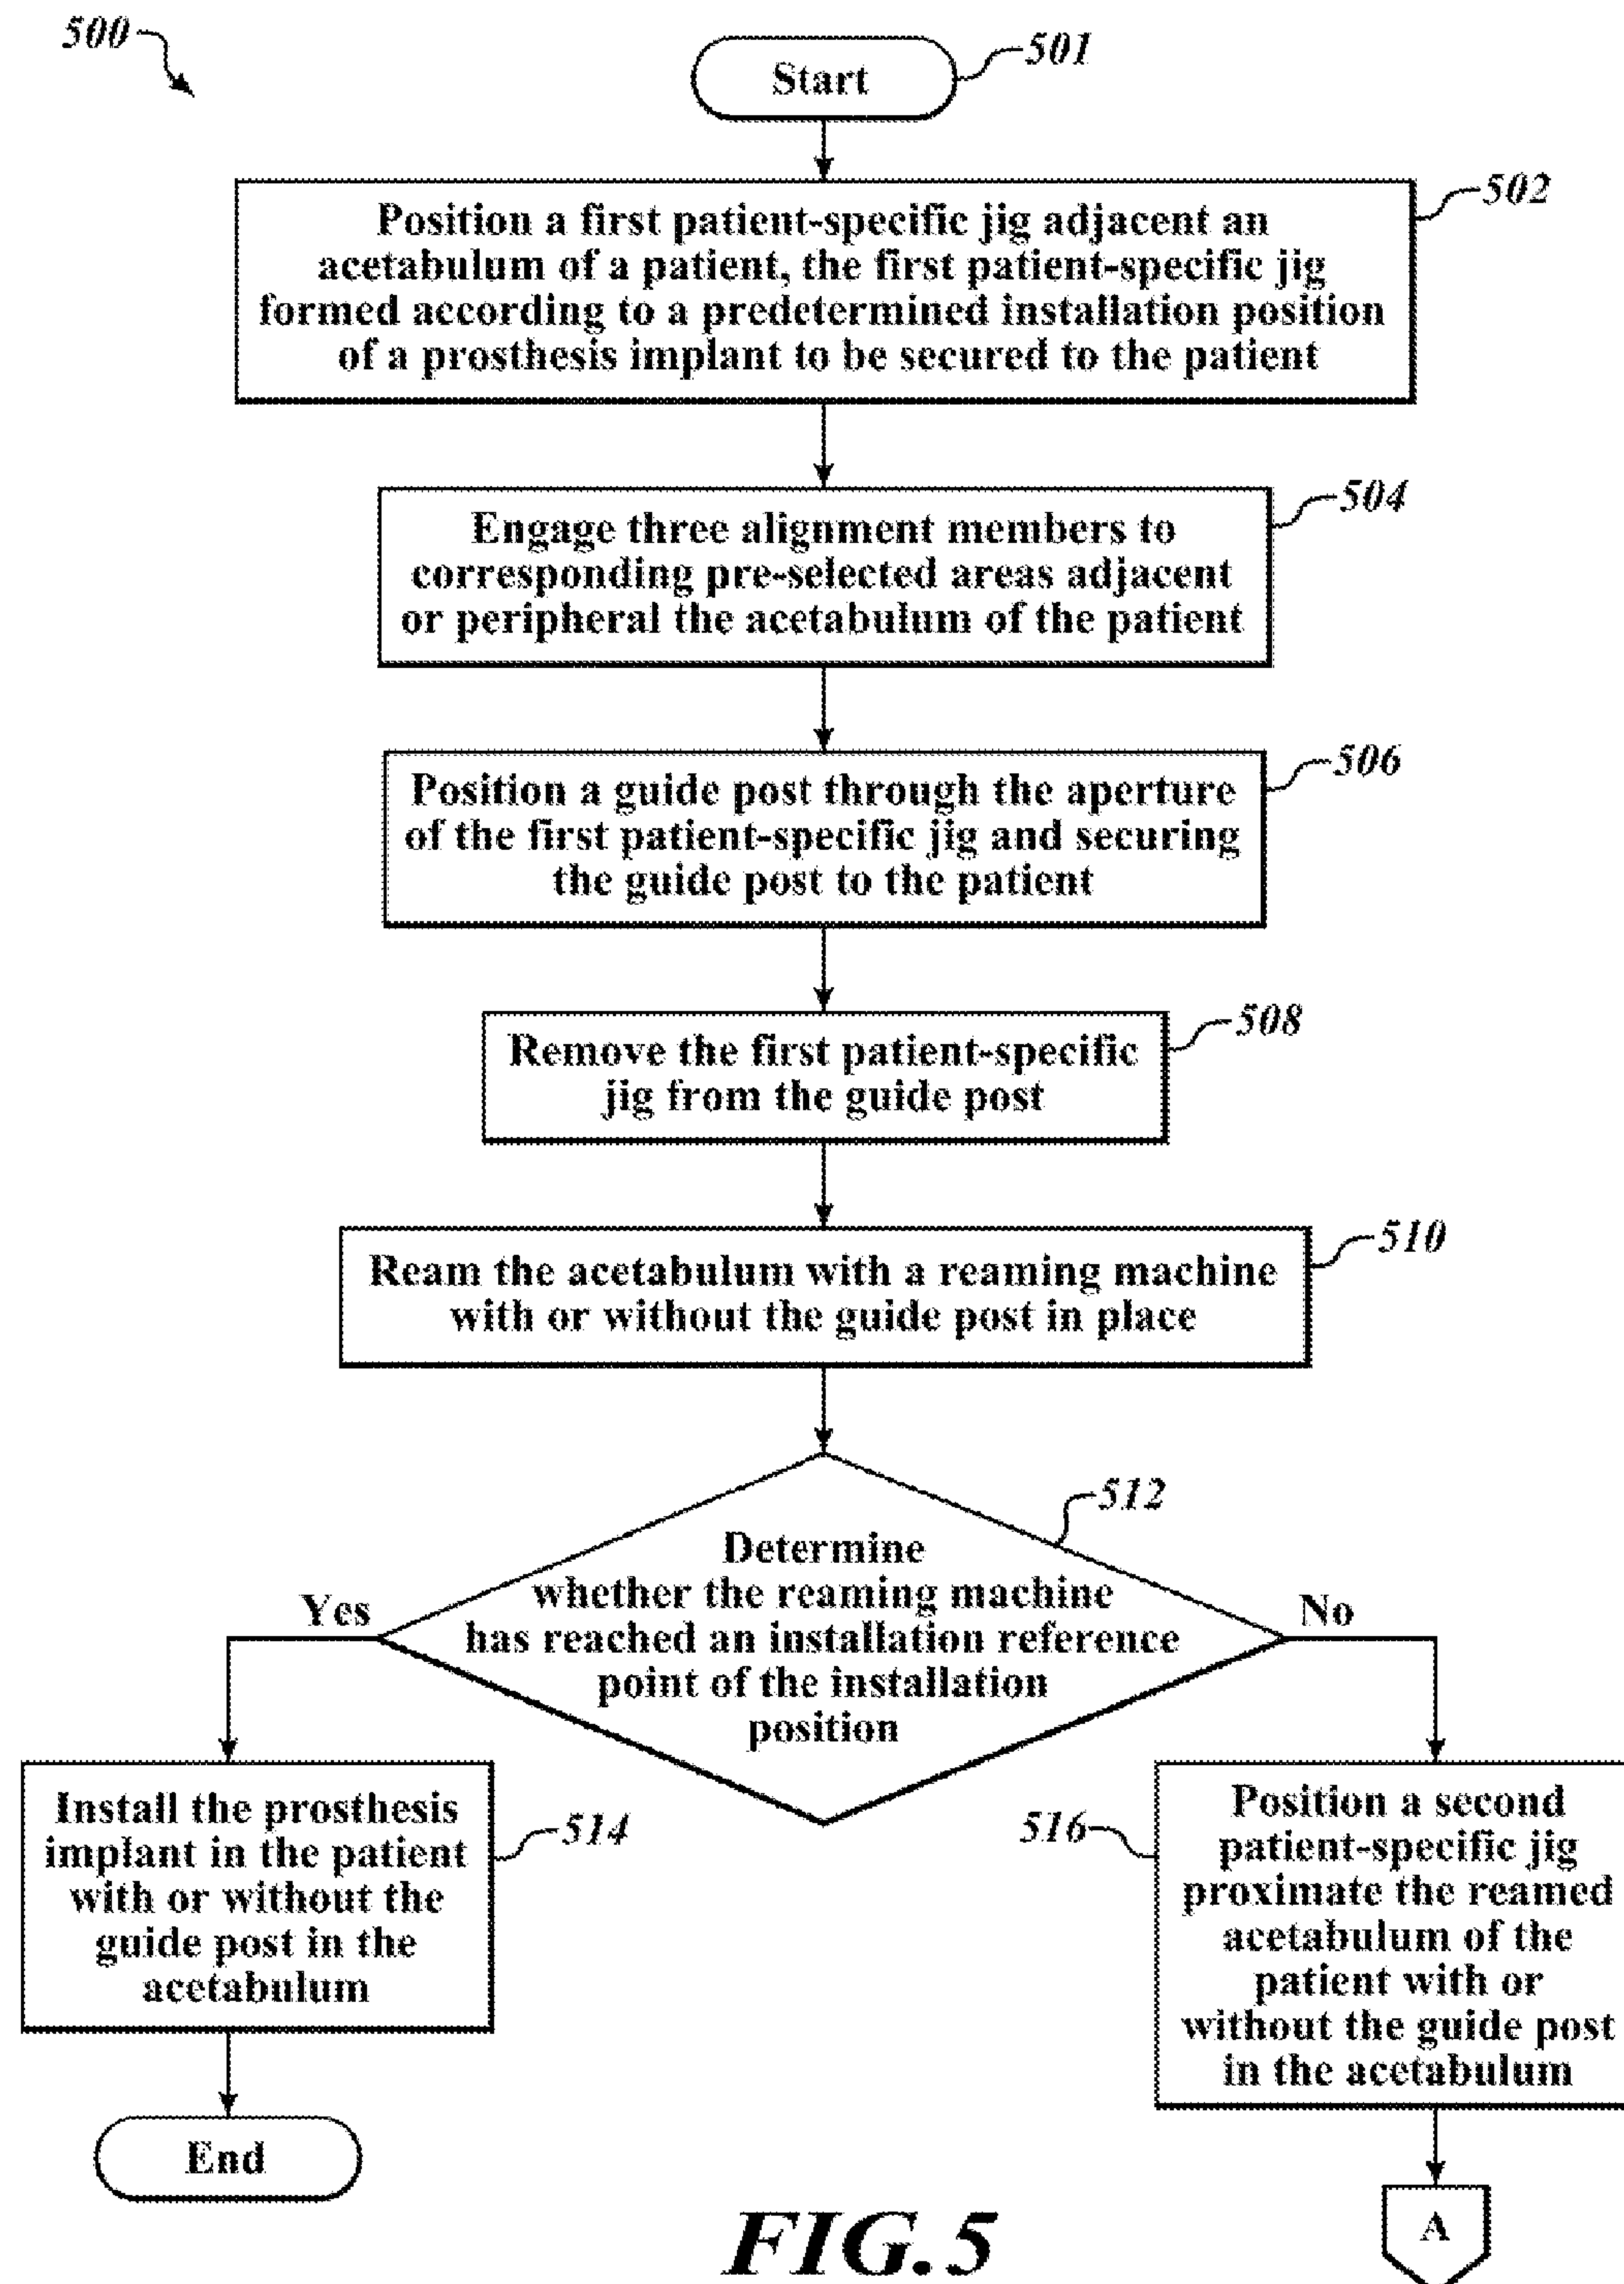 500
Start
501
Position a first patient-specific jig adjacent an
acetabulum of a patient, the first patient-specific jig
formed according to a predetermined installation position
of a prosthesis implant to be secured to the patient
502
Engage three alignment members to
corresponding pre-selected areas adjacent
or peripheral the acetabulum of the patient
504
Position a guide post through the aperture
of the first patient-specific jig and securing
the guide post to the patient
506
Remove the first patient-specific
jig from the guide post
508
Ream the acetabulum with a reaming machine
with or without the guide post in place
510
Determine
whether the reaming machine
has reached an installation reference
point of the installation
position
512
Yes
No
Install the prosthesis
implant in the patient
with or without the
guide post in the
acetabulum
514
516
Position a second
patient-specific jig
proximate the reamed
acetabulum of the
patient with or
without the guide post
in the acetabulum
End
A
FIG. 5